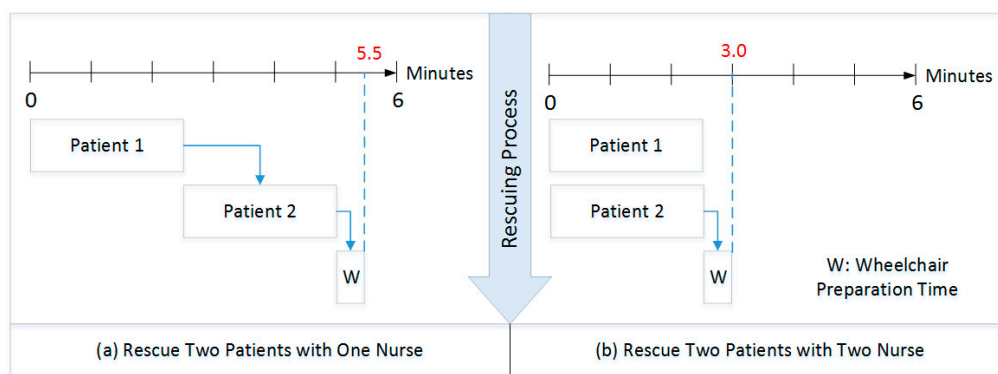 5.5
Minutes
0
6
Patient 1
Patient 2
W
Rescuing Process
3.0
Minutes
0
6
Patient 1
Patient 2
W
W: Wheelchair
Preparation Time
(a) Rescue Two Patients with One Nurse
(b) Rescue Two Patients with Two Nurse